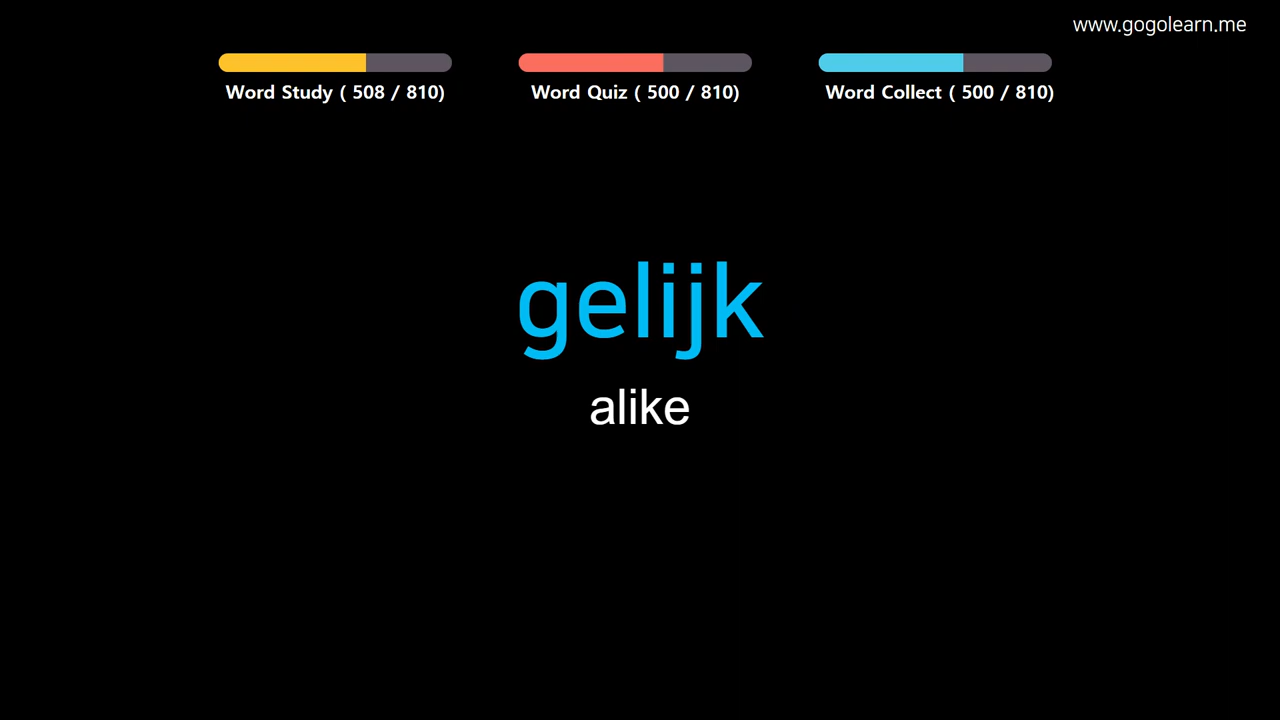 www.gogolearn.me
Word Study ( 508 / 810)
Word Quiz ( 500 / 810)
Word Collect ( 500 / 810)
gelijk
alike